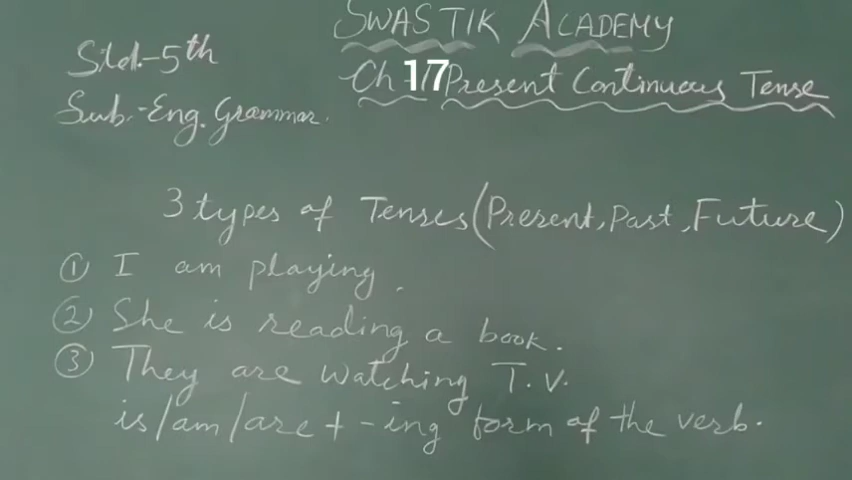 SWASTIK ACADEMY
Std.-5th
Ch 17 Present Continuous Tense
Sub.-Eng. Grammar.
3 types of Tenses (Present, Past, Future)
① I am playing.
② She is reading a book.
③ They are watching T.V.
is/am/are + -ing form of the verb.